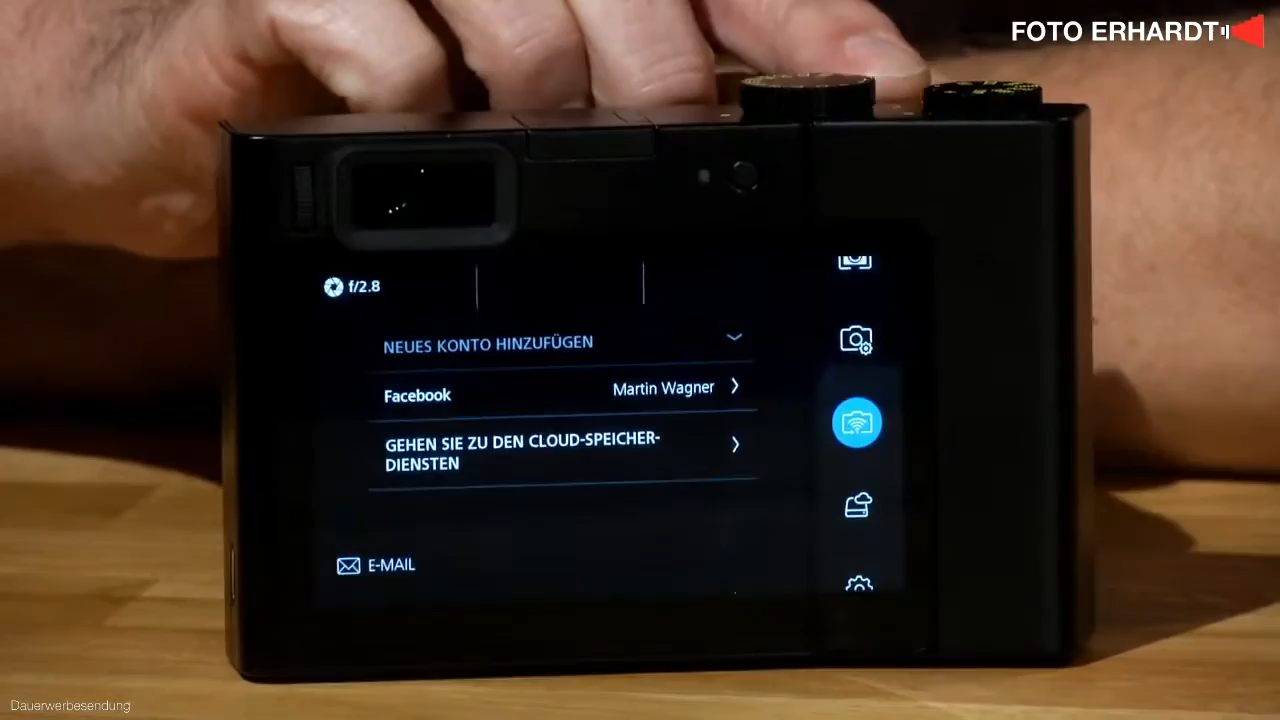 FOTO ERHARDT
f/2.8
NEUES KONTO HINZUFÜGEN
Facebook Martin Wagner
GEHEN SIE ZU DEN CLOUD-SPEICHER-
DIENSTEN
E-MAIL
Dauerwerbesendung